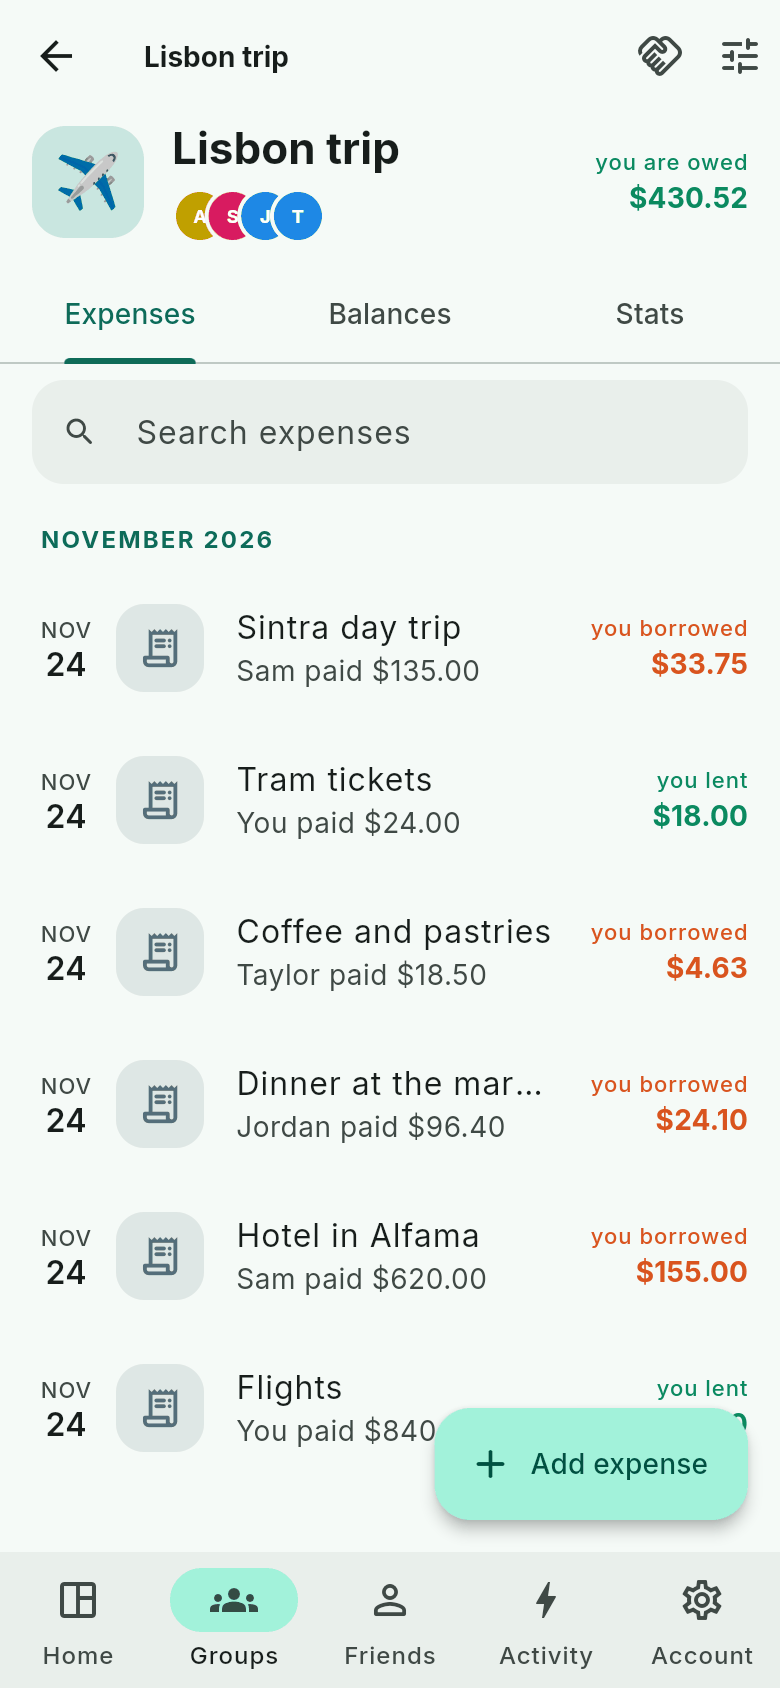 Lisbon trip
Lisbon trip
you are owed
$430.52
A S J T
Expenses Balances Stats
Search expenses
NOVEMBER 2026
NOV 24
Sintra day trip
Sam paid $135.00
you borrowed
$33.75
NOV 24
Tram tickets
You paid $24.00
you lent
$18.00
NOV 24
Coffee and pastries
Taylor paid $18.50
you borrowed
$4.63
NOV 24
Dinner at the mar...
Jordan paid $96.40
you borrowed
$24.10
NOV 24
Hotel in Alfama
Sam paid $620.00
you borrowed
$155.00
NOV 24
Flights
You paid $840
you lent
Add expense
Home Groups Friends Activity Account